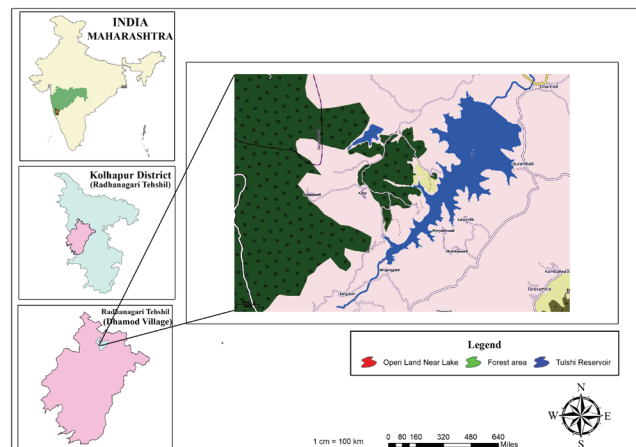 INDIA
MAHARASHTRA
Kolhapur District
(Radhanagari Tehshil)
Radhanagari Tehshil
(Dhamod Village)
Dhamod
Legend
Open Land Near Lake
Forest area
Tulshi Reservoir
N
W
E
S
1 cm = 100 km
0 80 160 320 480 640
Miles